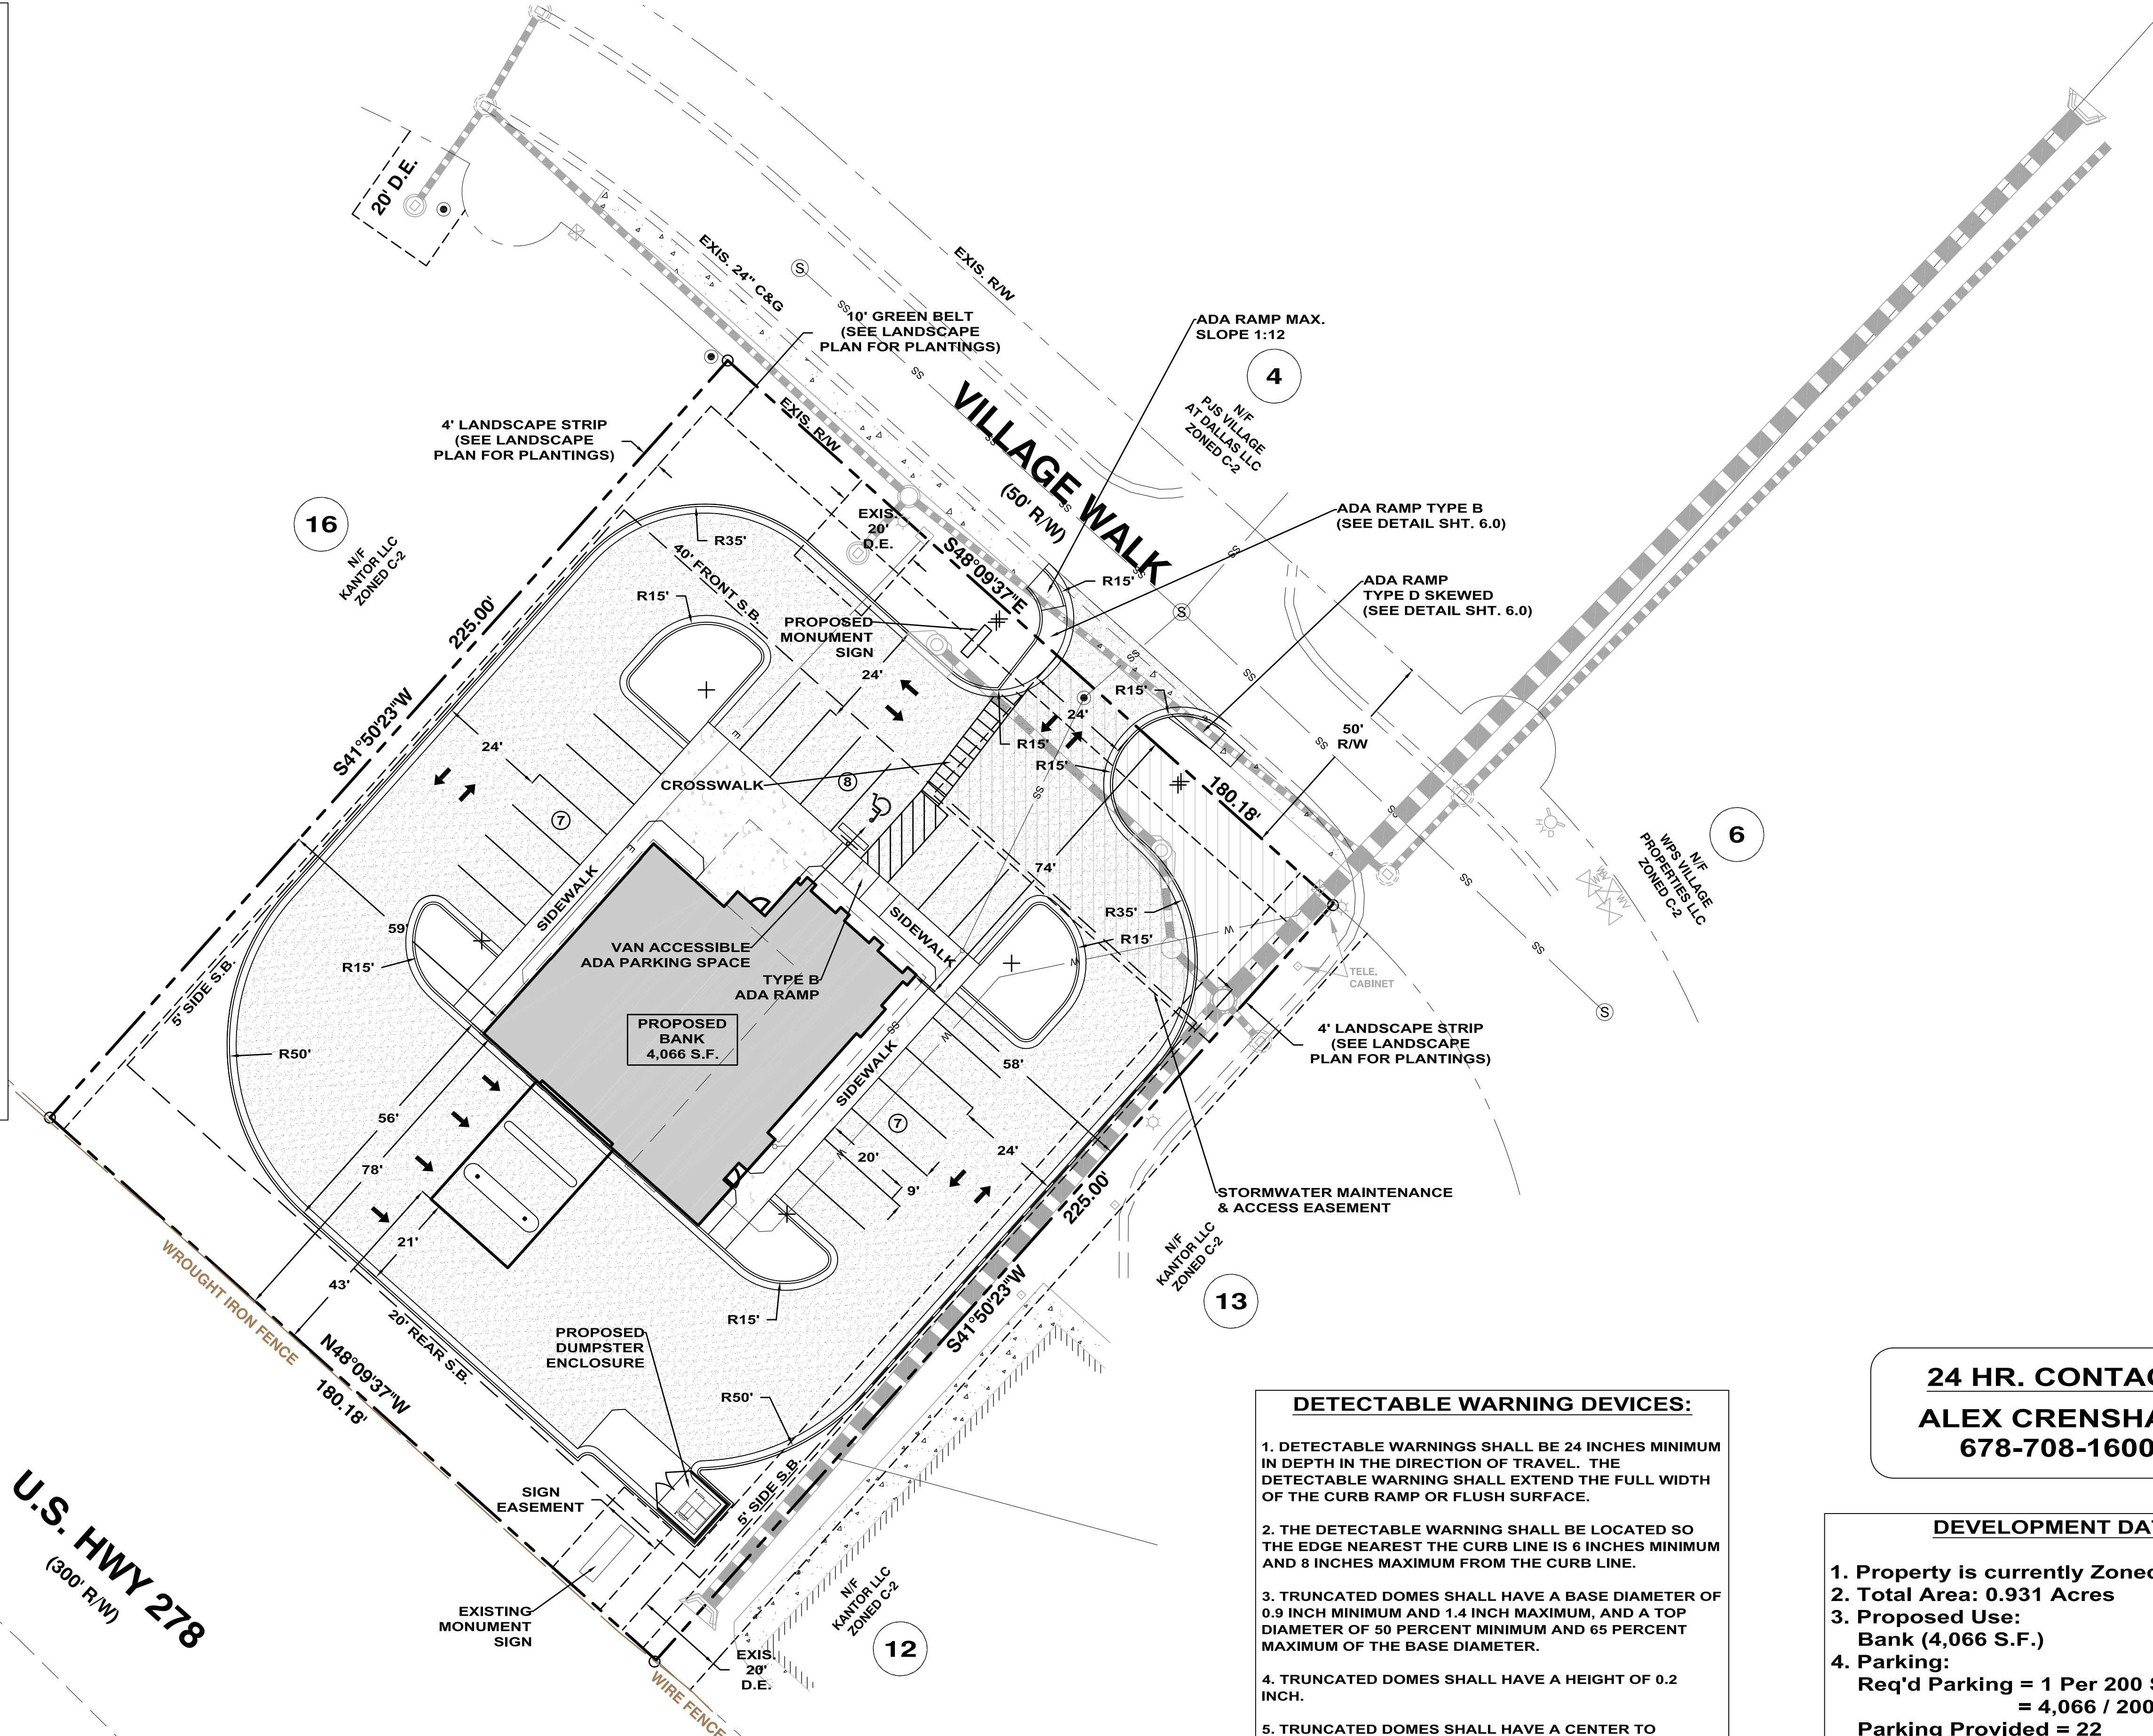 20' D.E.
EXIS. 24" C&G
EXIS. R/W
10' GREEN BELT
(SEE LANDSCAPE
PLAN FOR PLANTINGS)
ADA RAMP MAX.
SLOPE 1:12
4
N/F
PJS VILLAGE
AT DALLAS LLC
ZONED C-2
VILLAGE WALK
(50' R/W)
EXIS. R/W
4' LANDSCAPE STRIP
(SEE LANDSCAPE
PLAN FOR PLANTINGS)
16
N/F
KANTOR LLC
ZONED C-2
EXIS.
20'
D.E.
S48°09'37"E
R35'
40' FRONT S.B.
R15'
R15'
ADA RAMP TYPE B
(SEE DETAIL SHT. 6.0)
ADA RAMP
TYPE D SKEWED
(SEE DETAIL SHT. 6.0)
PROPOSED
MONUMENT
SIGN
24'
225.00'
S41°50'23"W
24'
R15'
24'
R15'
R15'
50'
R/W
180.18'
CROSSWALK
8
7
6
N/F
WPS VILLAGE
PROPERTIES LLC
ZONED C-2
74'
SIDEWALK
SIDEWALK
59'
R15'
R35'
R15'
VAN ACCESSIBLE
ADA PARKING SPACE
TYPE B
ADA RAMP
5' SIDE S.B.
TELE.
CABINET
PROPOSED
BANK
4,066 S.F.
R50'
SIDEWALK
58'
4' LANDSCAPE STRIP
(SEE LANDSCAPE
PLAN FOR PLANTINGS)
56'
78'
7
24'
20'
9'
STORMWATER MAINTENANCE
& ACCESS EASEMENT
225.00'
S41°50'23"W
21'
43'
N/F
KANTOR LLC
ZONED C-2
13
WROUGHT IRON FENCE
20' REAR S.B.
N48°09'37"W
180.18'
R15'
PROPOSED
DUMPSTER
ENCLOSURE
R50'
5' SIDE S.B.
SIGN
EASEMENT
EXISTING
MONUMENT
SIGN
U.S. HWY 278
(300' R/W)
EXIS.
20'
D.E.
WIRE FENCE
N/F
KANTOR LLC
ZONED C-2
12
SS
SS
SS
SS
SS
SS
SS
SS
SS
SS
SS
SS
S
S
S
W
W
W
W
E
E
H
D
WV
DETECTABLE WARNING DEVICES:
1. DETECTABLE WARNINGS SHALL BE 24 INCHES MINIMUM
IN DEPTH IN THE DIRECTION OF TRAVEL. THE
DETECTABLE WARNING SHALL EXTEND THE FULL WIDTH
OF THE CURB RAMP OR FLUSH SURFACE.
2. THE DETECTABLE WARNING SHALL BE LOCATED SO
THE EDGE NEAREST THE CURB LINE IS 6 INCHES MINIMUM
AND 8 INCHES MAXIMUM FROM THE CURB LINE.
3. TRUNCATED DOMES SHALL HAVE A BASE DIAMETER OF
0.9 INCH MINIMUM AND 1.4 INCH MAXIMUM, AND A TOP
DIAMETER OF 50 PERCENT MINIMUM AND 65 PERCENT
MAXIMUM OF THE BASE DIAMETER.
4. TRUNCATED DOMES SHALL HAVE A HEIGHT OF 0.2
INCH.
5. TRUNCATED DOMES SHALL HAVE A CENTER TO
24 HR. CONTAC
ALEX CRENSHA
678-708-1600
DEVELOPMENT DAT
1. Property is currently Zoned
2. Total Area: 0.931 Acres
3. Proposed Use:
Bank (4,066 S.F.)
4. Parking:
Req'd Parking = 1 Per 200 S
= 4,066 / 200
Parking Provided = 22